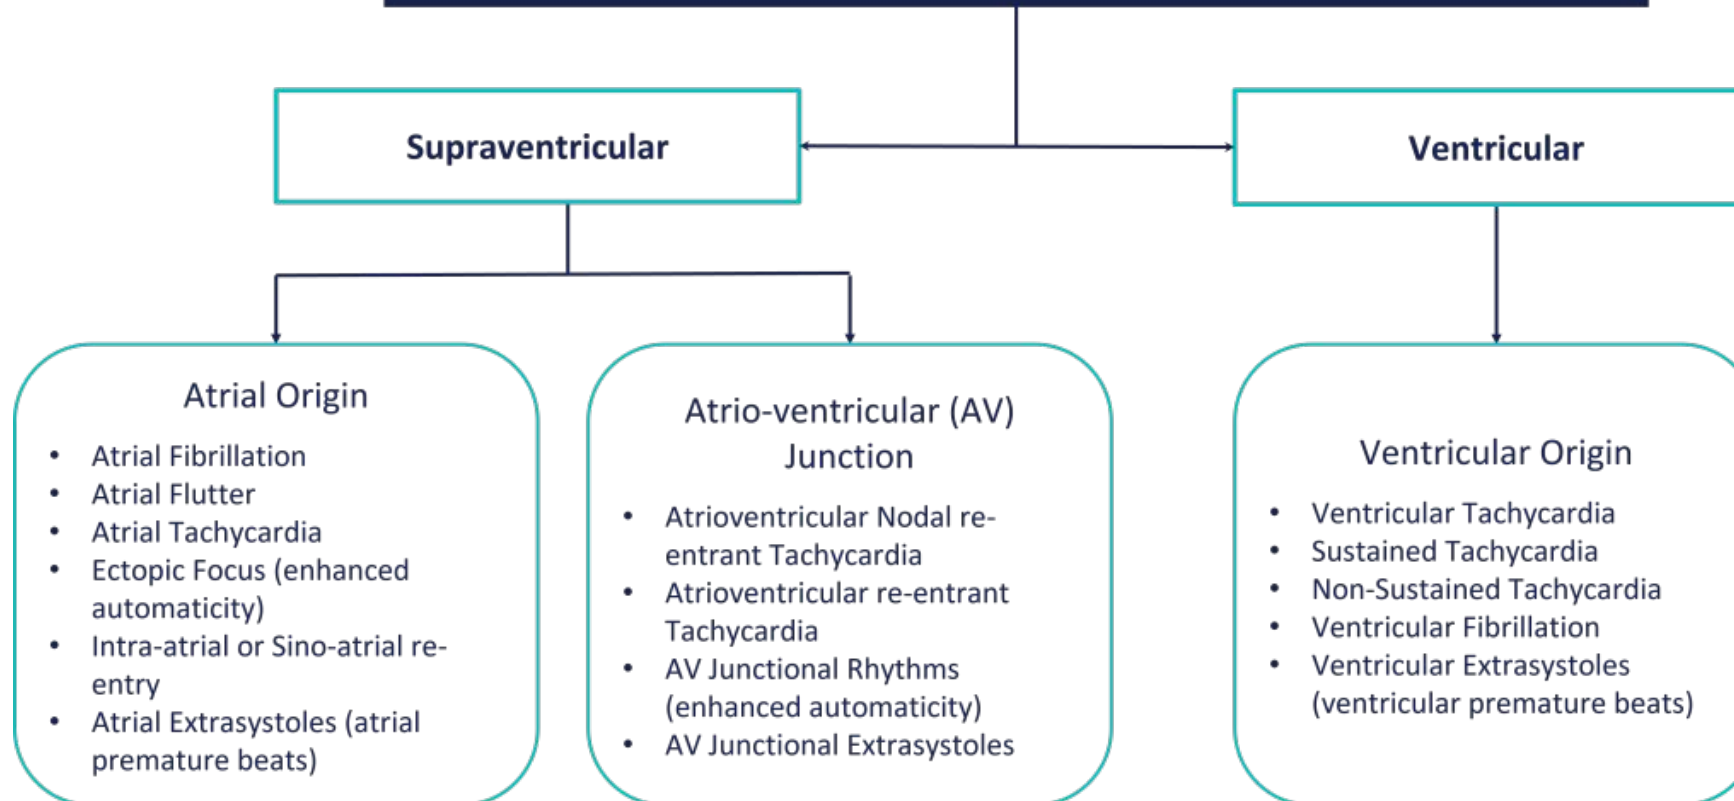 Supraventricular
Ventricular
Atrial Origin
• Atrial Fibrillation
• Atrial Flutter
• Atrial Tachycardia
• Ectopic Focus (enhanced
automaticity)
• Intra-atrial or Sino-atrial re-
entry
• Atrial Extrasystoles (atrial
premature beats)
Atrio-ventricular (AV)
Junction
• Atrioventricular Nodal re-
entrant Tachycardia
• Atrioventricular re-entrant
Tachycardia
• AV Junctional Rhythms
(enhanced automaticity)
• AV Junctional Extrasystoles
Ventricular Origin
• Ventricular Tachycardia
• Sustained Tachycardia
• Non-Sustained Tachycardia
• Ventricular Fibrillation
• Ventricular Extrasystoles
(ventricular premature beats)